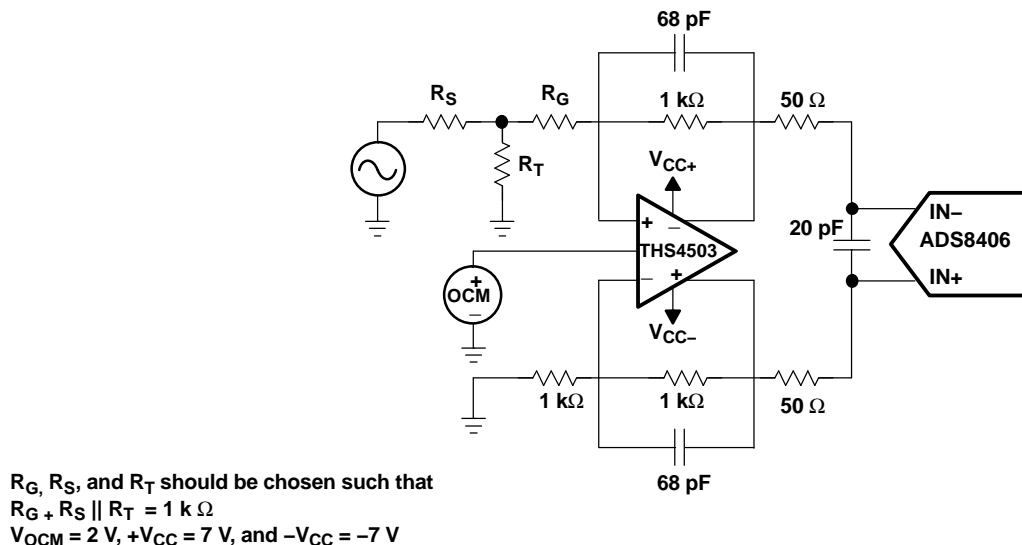 68 pF
R_S
R_G
1 kΩ
50 Ω
R_T
V_CC+
+
−
IN−
20 pF
ADS8406
THS4503
+
OCM
−
−
+
IN+
V_CC−
1 kΩ
1 kΩ
50 Ω
68 pF
R_G, R_S, and R_T should be chosen such that
R_G + R_S || R_T = 1 k Ω
V_OCM = 2 V, +V_CC = 7 V, and −V_CC = −7 V